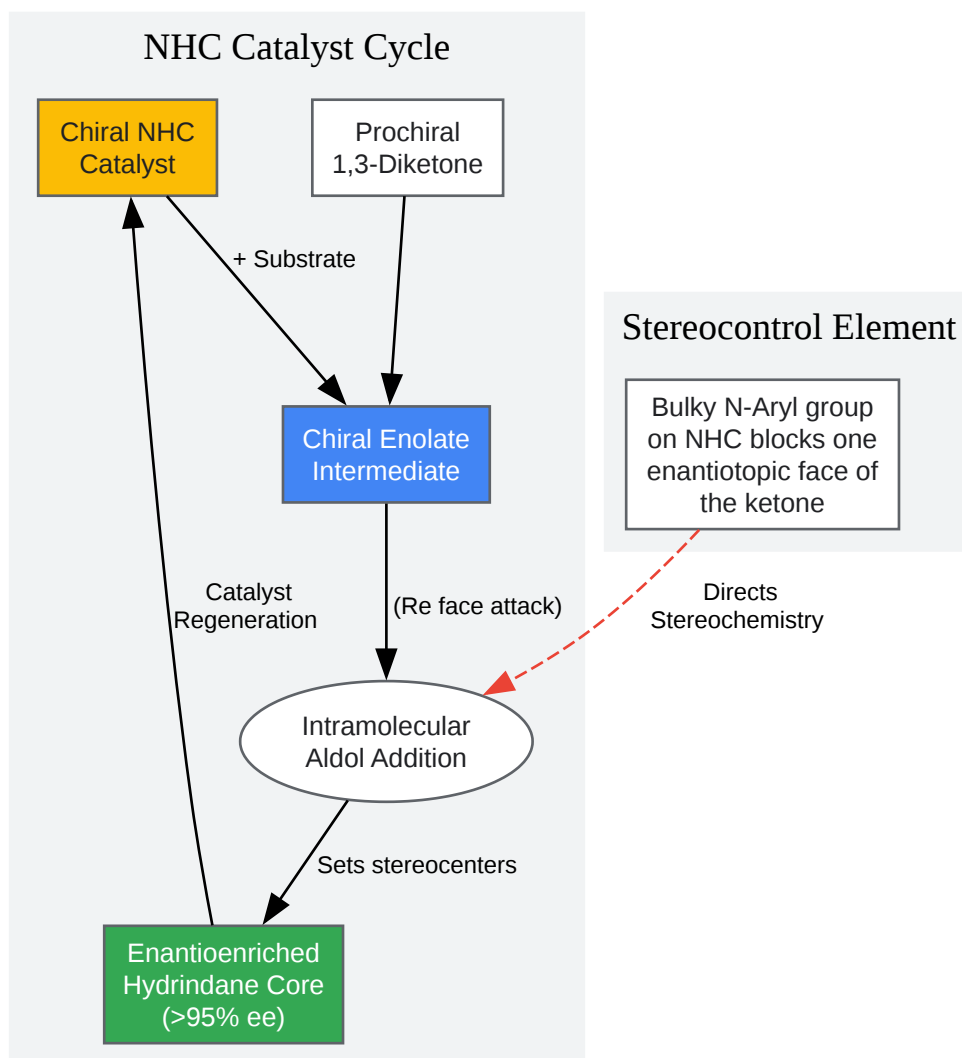 NHC Catalyst Cycle
Chiral NHC
Catalyst
Prochiral
1,3-Diketone
+ Substrate
Stereocontrol Element
Bulky N-Aryl group
on NHC blocks one
enantiotopic face of
the ketone
Chiral Enolate
Intermediate
Catalyst
Regeneration
(Re face attack)
Directs
Stereochemistry
Intramolecular
Aldol Addition
Sets stereocenters
Enantioenriched
Hydrindane Core
(>95% ee)